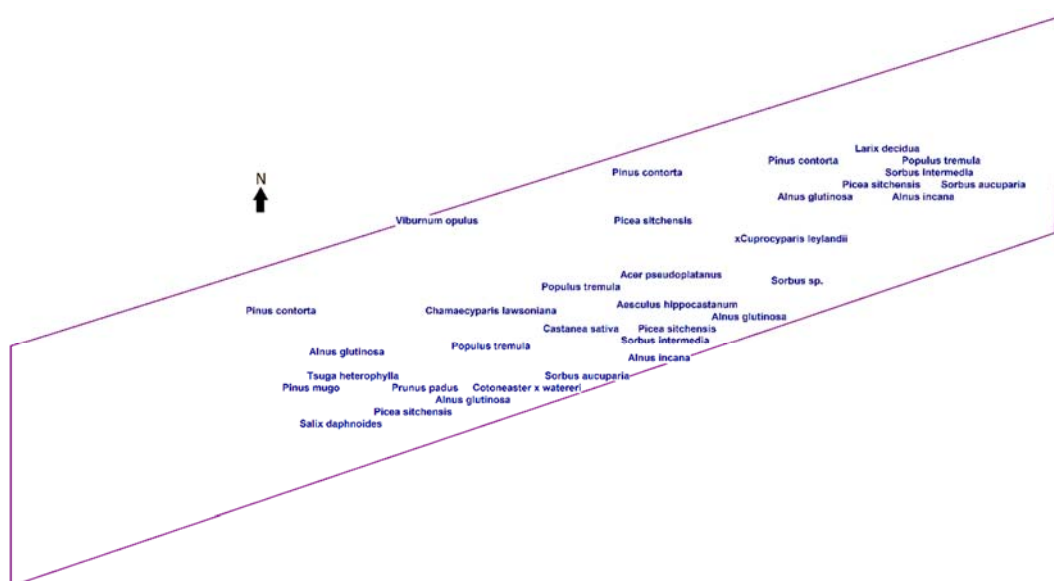 Larix decidua
Pinus contorta
Populus tremula
Pinus contorta
Sorbus Intermedia
N
Picea sitchensis
Sorbus aucuparia
Alnus glutinosa
Alnus incana
Viburnum opulus
Picea sitchensis
xCuprocyparis leylandii
Acer pseudoplatanus
Sorbus sp.
Populus tremula
Aesculus hippocastanum
Pinus contorta
Chamaecyparis lawsoniana
Alnus glutinosa
Castanea sativa
Picea sitchensis
Sorbus intermedia
Populus tremula
Alnus glutinosa
Alnus incana
Tsuga heterophylla
Sorbus aucuparia
Pinus mugo
Prunus padus
Cotoneaster x watereri
Alnus glutinosa
Picea sitchensis
Salix daphnoides